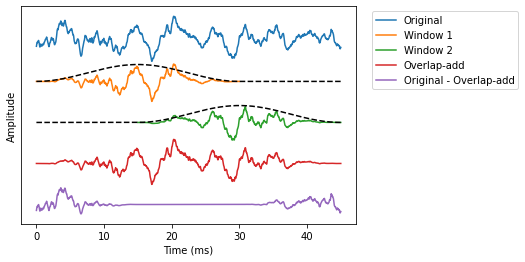 Original
Window 1
Window 2
Overlap-add
Original - Overlap-add
Amplitude
0 10 20 30 40
Time (ms)